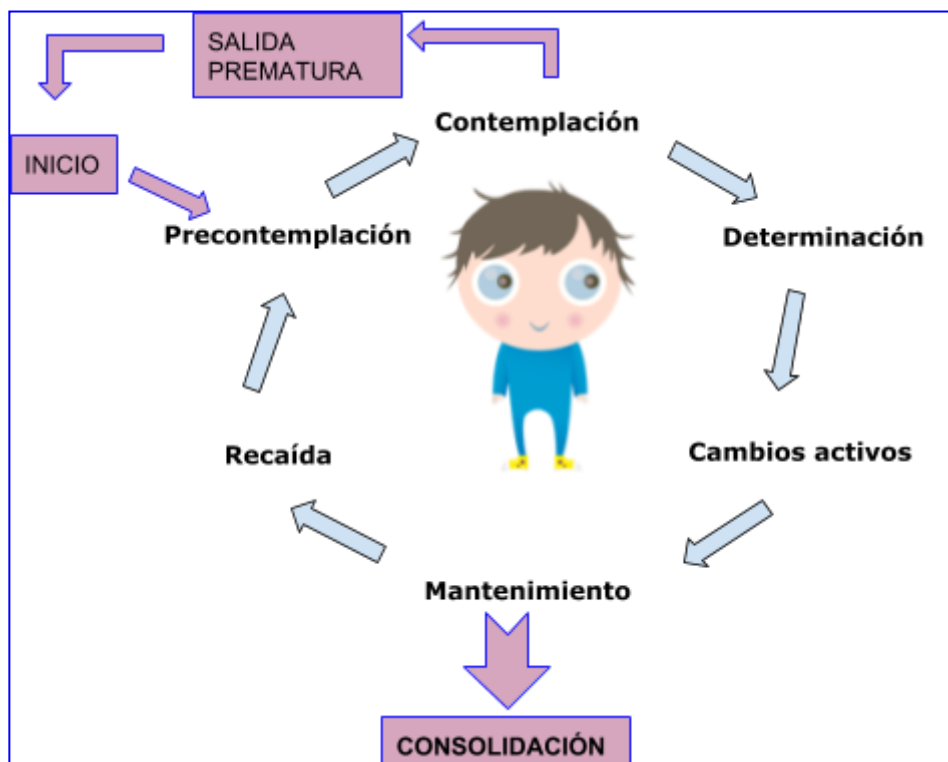 SALIDA
PREMATURA
Contemplación
INICIO
Precontemplación
Determinación
Recaída
Cambios activos
Mantenimiento
CONSOLIDACIÓN